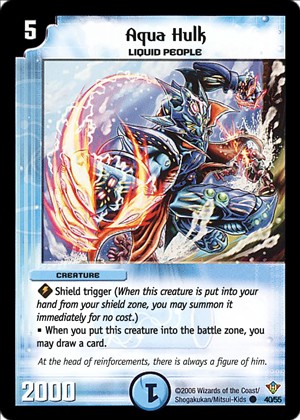 5
Aqua Hulk
LIQUID PEOPLE
CREATURE
Shield trigger (When this creature is put into your
hand from your shield zone, you may summon it
immediately for no cost.)
▪ When you put this creature into the battle zone, you
may draw a card.
At the head of reinforcements, there is always a figure of him.
2000
1
©2006 Wizards of the Coast/
Shogakukan/Mitsui-Kids ● 40/55